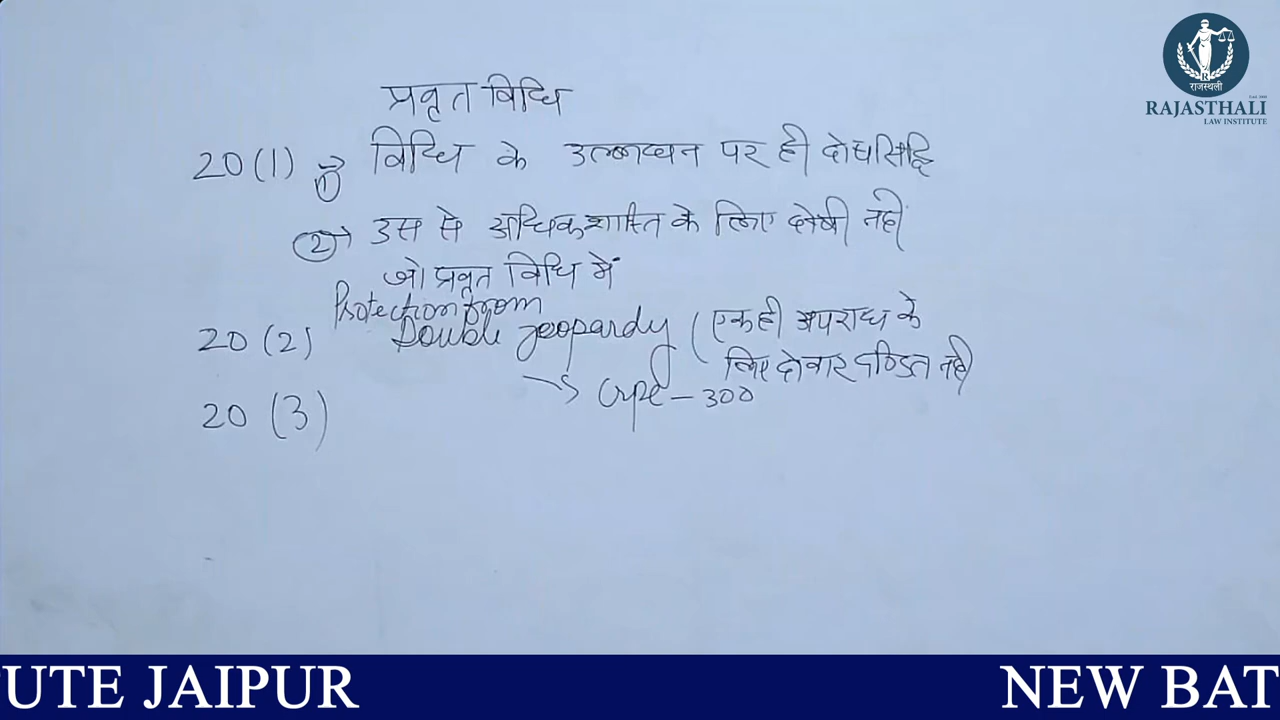 प्रवृत विधि
20 (1) ① → विधि के उल्लघन पर ही दोषसिद्धि
② → उस से अधिक शास्ति के लिए दोषी नहीं
जो प्रवृत विधि में
Protection from
20 (2) Double jeopardy ( एक ही अपराध के
लिए दो बार दण्डित नही
→ Crpc - 300
20 (3)
राजस्थली
RAJASTHALI
LAW INSTITUTE
UTE JAIPUR NEW BAT